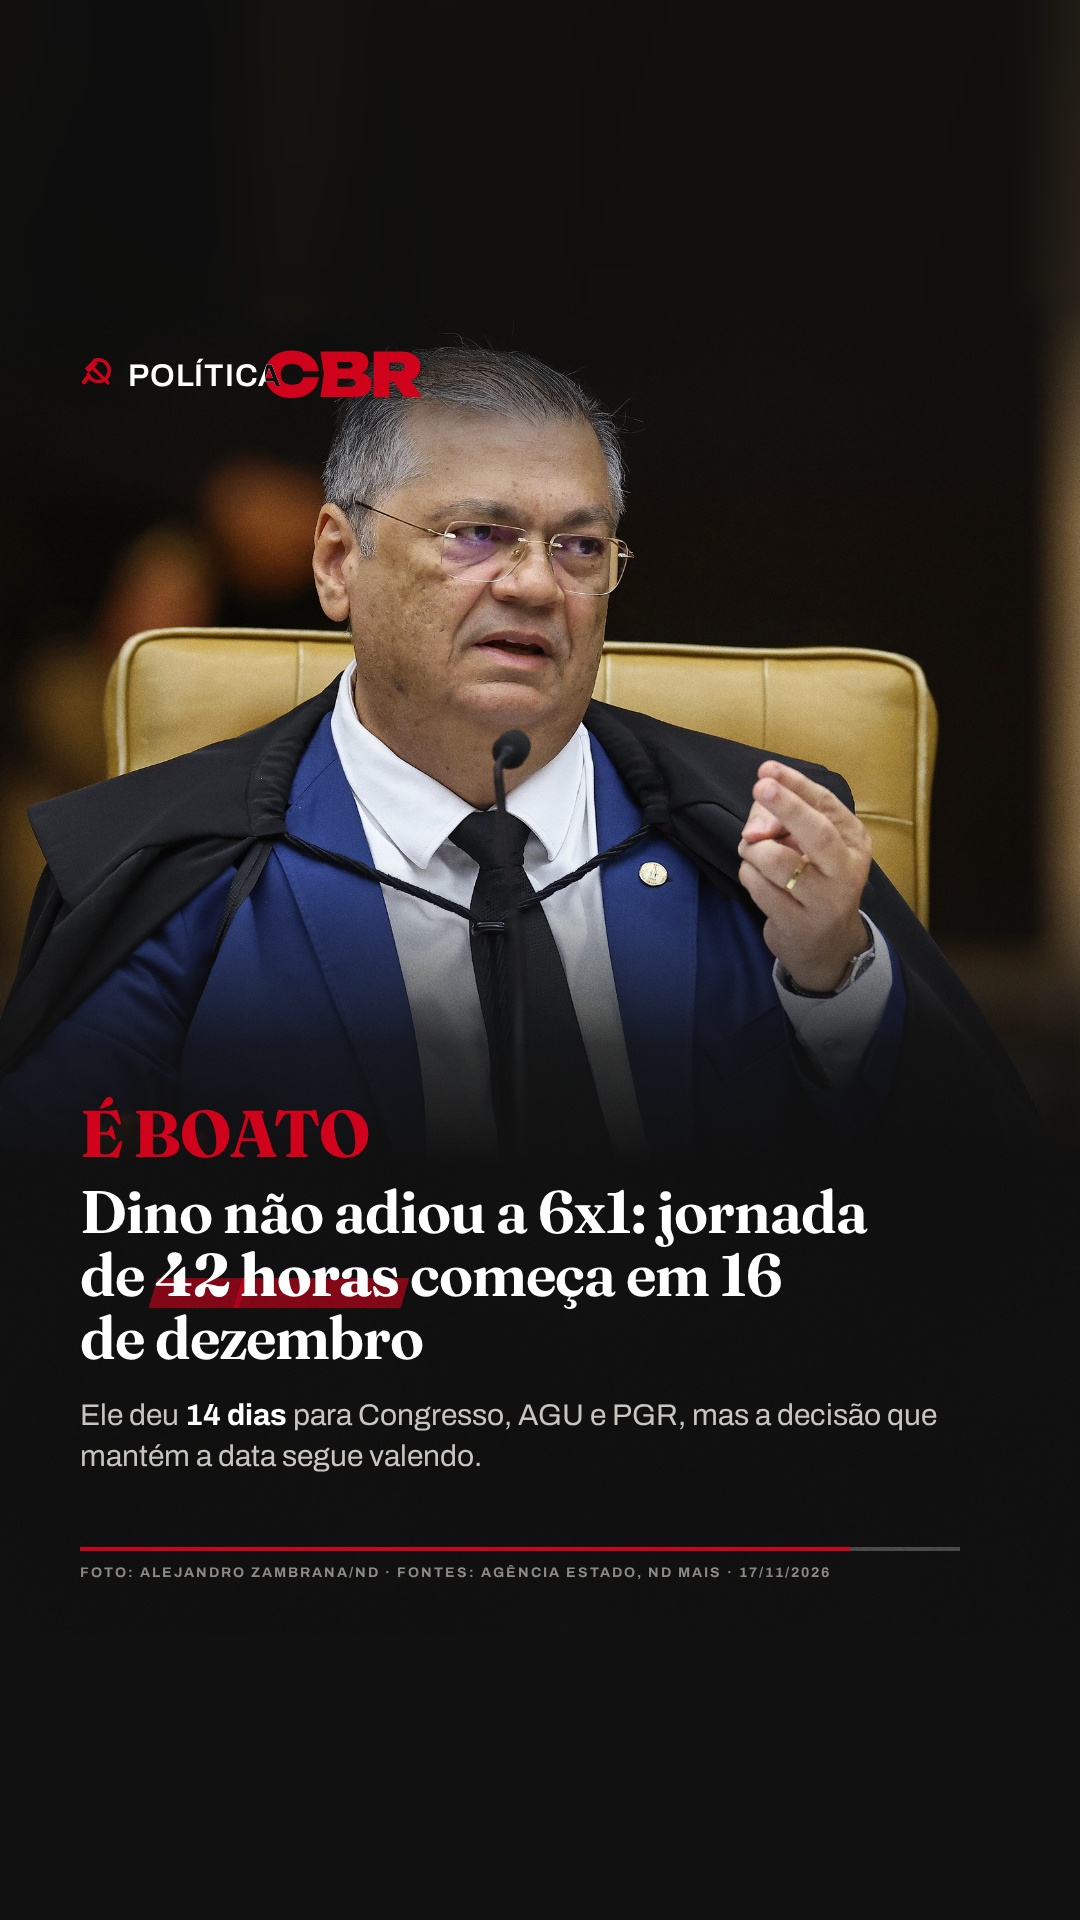 POLÍTICA CBR
É BOATO
Dino não adiou a 6x1: jornada
de 42 horas começa em 16
de dezembro
Ele deu 14 dias para Congresso, AGU e PGR, mas a decisão que
mantém a data segue valendo.
FOTO: ALEJANDRO ZAMBRANA/ND · FONTES: AGÊNCIA ESTADO, ND MAIS · 17/11/2026